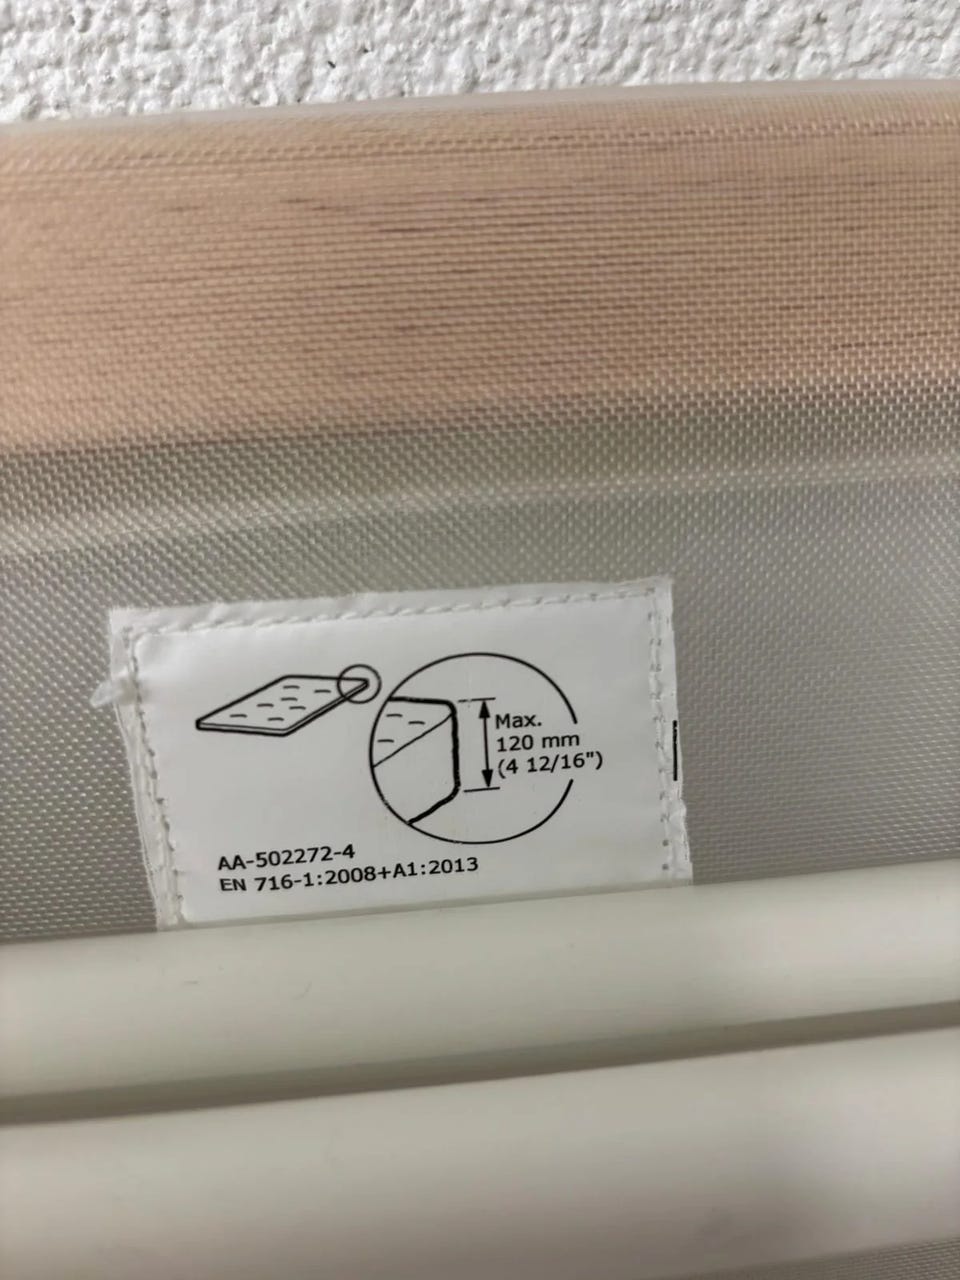 Max.
120 mm
(4 12/16")
AA-502272-4
EN 716-1:2008+A1:2013